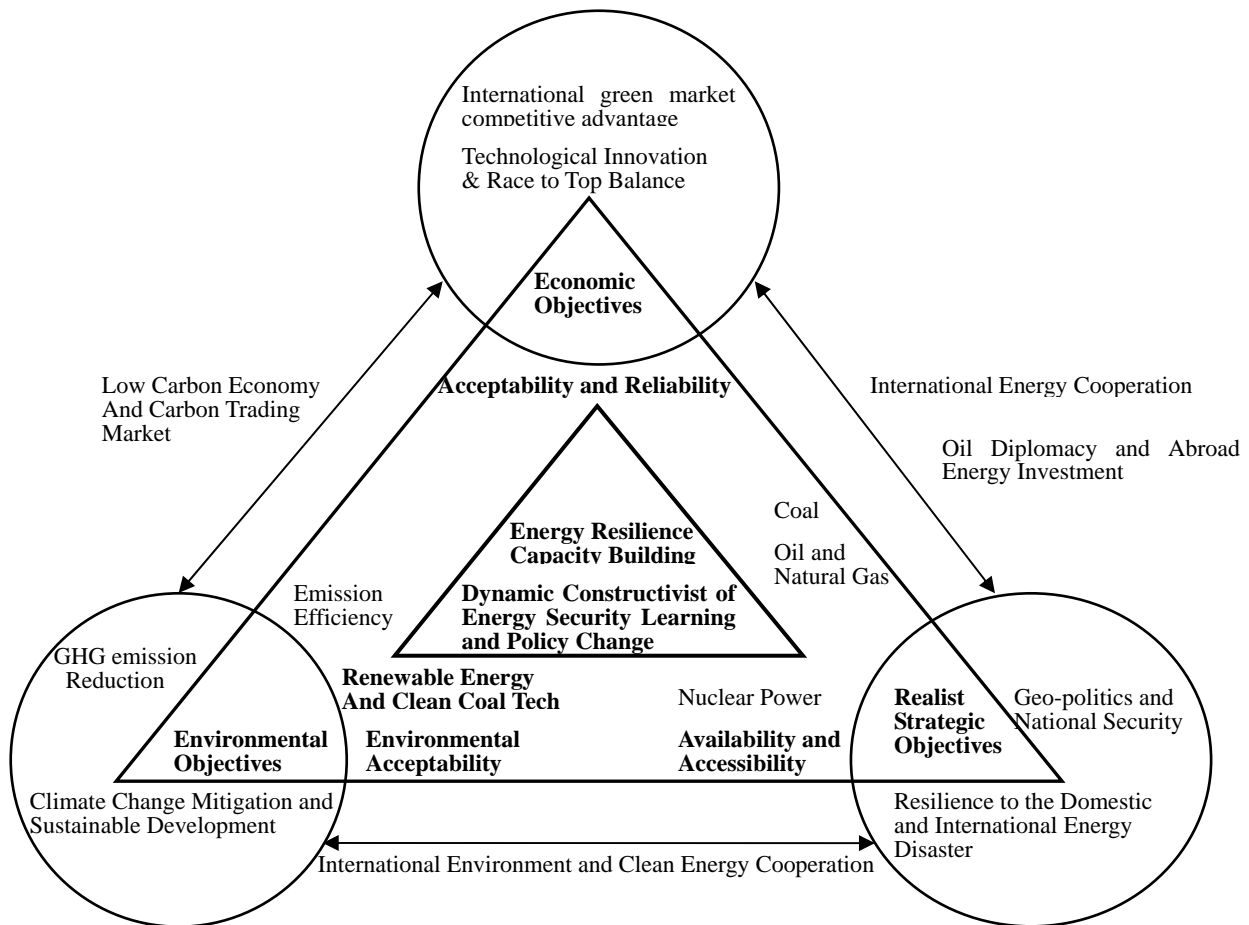 International green market
competitive advantage
Technological Innovation
& Race to Top Balance
Economic
Objectives
Acceptability and Reliability
Low Carbon Economy
And Carbon Trading
Market
International Energy Cooperation
Oil Diplomacy and Abroad
Energy Investment
Coal
Oil and
Natural Gas
Energy Resilience
Capacity Building
Dynamic Constructivist of
Energy Security Learning
and Policy Change
Emission
Efficiency
GHG emission
Reduction
Renewable Energy
And Clean Coal Tech
Nuclear Power
Realist
Strategic
Objectives
Geo-politics and
National Security
Environmental
Objectives
Environmental
Acceptability
Availability and
Accessibility
Climate Change Mitigation and
Sustainable Development
Resilience to the Domestic
and International Energy
Disaster
International Environment and Clean Energy Cooperation